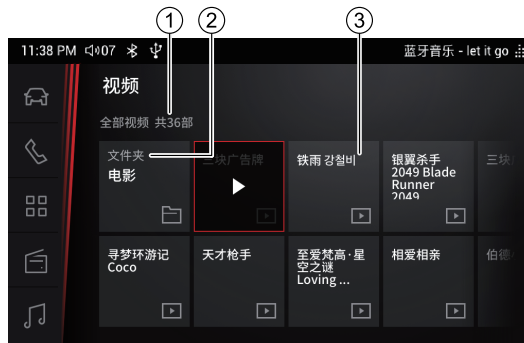 ① ② ③
11:38 PM 07 蓝牙音乐 - let it go
视频
全部视频 共36部
文件夹
电影
三块广告牌
铁雨 강철비
银翼杀手
2049 Blade
Runner
2049
三块
寻梦环游记
Coco
天才枪手
至爱梵高·星
空之谜
Loving ...
相爱相亲
伯德